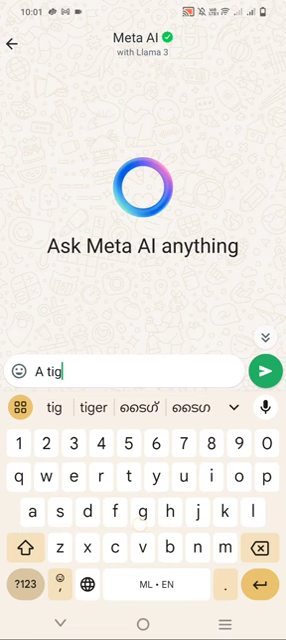 10:01
Meta AI
with Llama 3
Ask Meta AI anything
A tig
tig tiger ടൈഗ് ടൈഗ
1 2 3 4 5 6 7 8 9 0
q w e r t y u i o p
a s d f g h j k l
z x c v b n m
?123 , ML • EN .